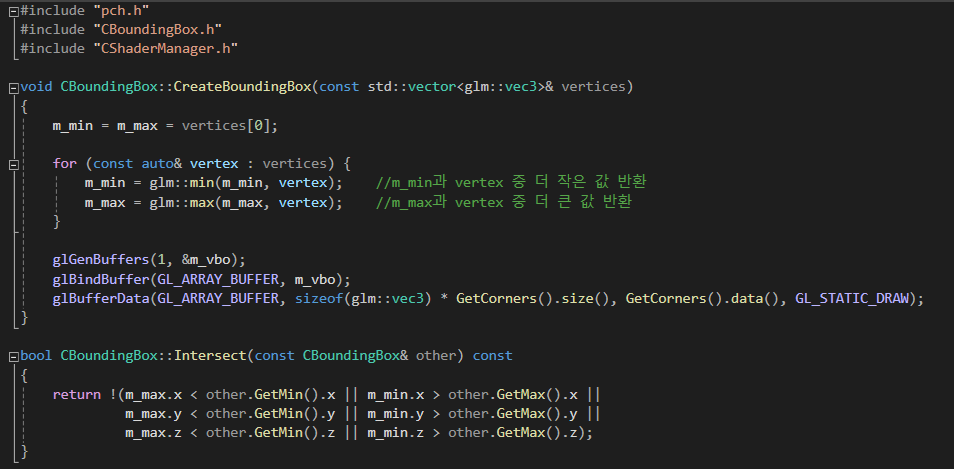 #include "pch.h"
#include "CBoundingBox.h"
#include "CShaderManager.h"
void CBoundingBox::CreateBoundingBox(const std::vector<glm::vec3>& vertices)
{
m_min = m_max = vertices[0];
for (const auto& vertex : vertices) {
m_min = glm::min(m_min, vertex);    //m_min과 vertex 중 더 작은 값 반환
m_max = glm::max(m_max, vertex);    //m_max과 vertex 중 더 큰 값 반환
}
glGenBuffers(1, &m_vbo);
glBindBuffer(GL_ARRAY_BUFFER, m_vbo);
glBufferData(GL_ARRAY_BUFFER, sizeof(glm::vec3) * GetCorners().size(), GetCorners().data(), GL_STATIC_DRAW);
}
bool CBoundingBox::Intersect(const CBoundingBox& other) const
{
return !(m_max.x < other.GetMin().x || m_min.x > other.GetMax().x ||
m_max.y < other.GetMin().y || m_min.y > other.GetMax().y ||
m_max.z < other.GetMin().z || m_min.z > other.GetMax().z);
}